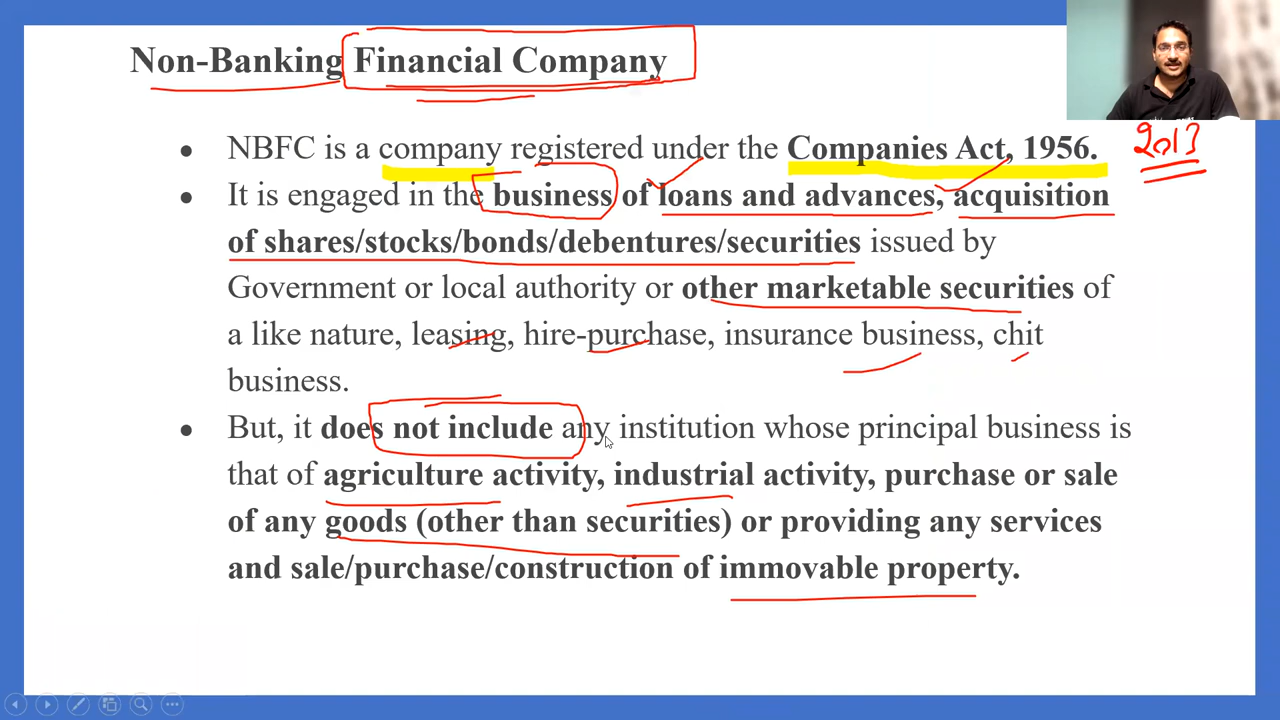 Non-Banking Financial Company
• NBFC is a company registered under the Companies Act, 1956.
2013
• It is engaged in the business of loans and advances, acquisition
of shares/stocks/bonds/debentures/securities issued by
Government or local authority or other marketable securities of
a like nature, leasing, hire-purchase, insurance business, chit
business.
• But, it does not include any institution whose principal business is
that of agriculture activity, industrial activity, purchase or sale
of any goods (other than securities) or providing any services
and sale/purchase/construction of immovable property.